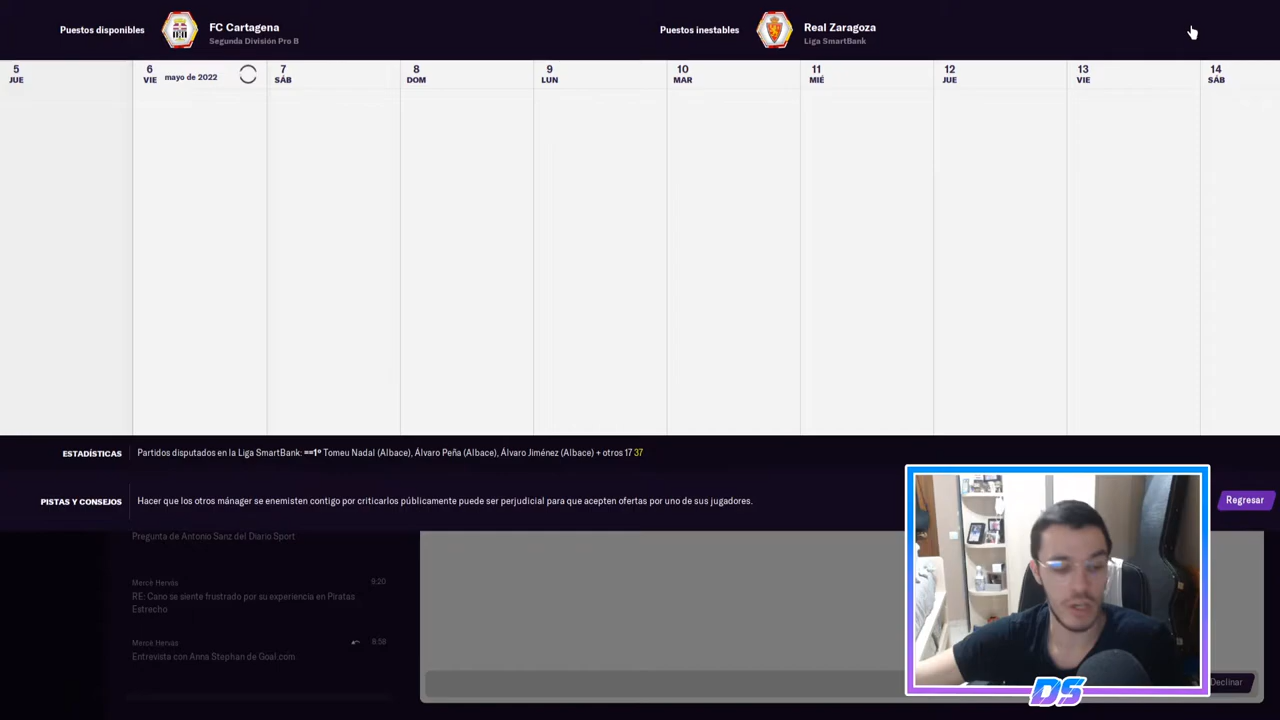 Puestos disponibles
FC Cartagena
Segunda División Pro B
Puestos inestables
Real Zaragoza
Liga SmartBank
5
JUE
6
VIE
mayo de 2022
7
SÁB
8
DOM
9
LUN
10
MAR
11
MIÉ
12
JUE
13
VIE
14
SÁB
ESTADÍSTICAS
Partidos disputados en la Liga SmartBank: ==1º Tomeu Nadal (Albace), Álvaro Peña (Albace), Álvaro Jiménez (Albace) + otros 17 37
PISTAS Y CONSEJOS
Hacer que los otros mánager se enemisten contigo por criticarlos públicamente puede ser perjudicial para que acepten ofertas por uno de sus jugadores.
Regresar
Pregunta de Antonio Sanz del Diario Sport
Mercè Hervás
9:20
RE: Cano se siente frustrado por su experiencia en Piratas
Estrecho
Mercè Hervás
8:58
Entrevista con Anna Stephan de Goal.com
Declinar
DS